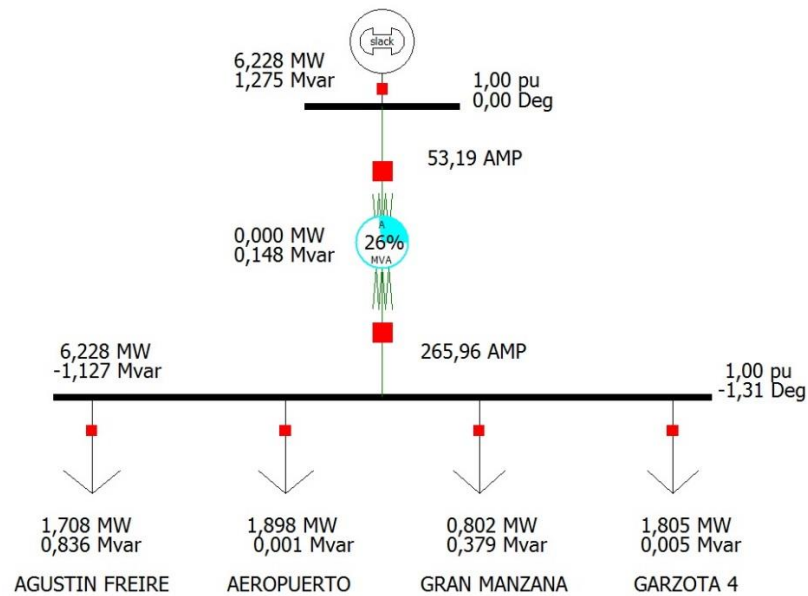 slack
6,228 MW
1,275 Mvar
1,00 pu
0,00 Deg
53,19 AMP
0,000 MW
0,148 Mvar
A
26%
MVA
6,228 MW
-1,127 Mvar
265,96 AMP
1,00 pu
-1,31 Deg
1,708 MW
0,836 Mvar
1,898 MW
0,001 Mvar
0,802 MW
0,379 Mvar
1,805 MW
0,005 Mvar
AGUSTIN FREIRE
AEROPUERTO
GRAN MANZANA
GARZOTA 4